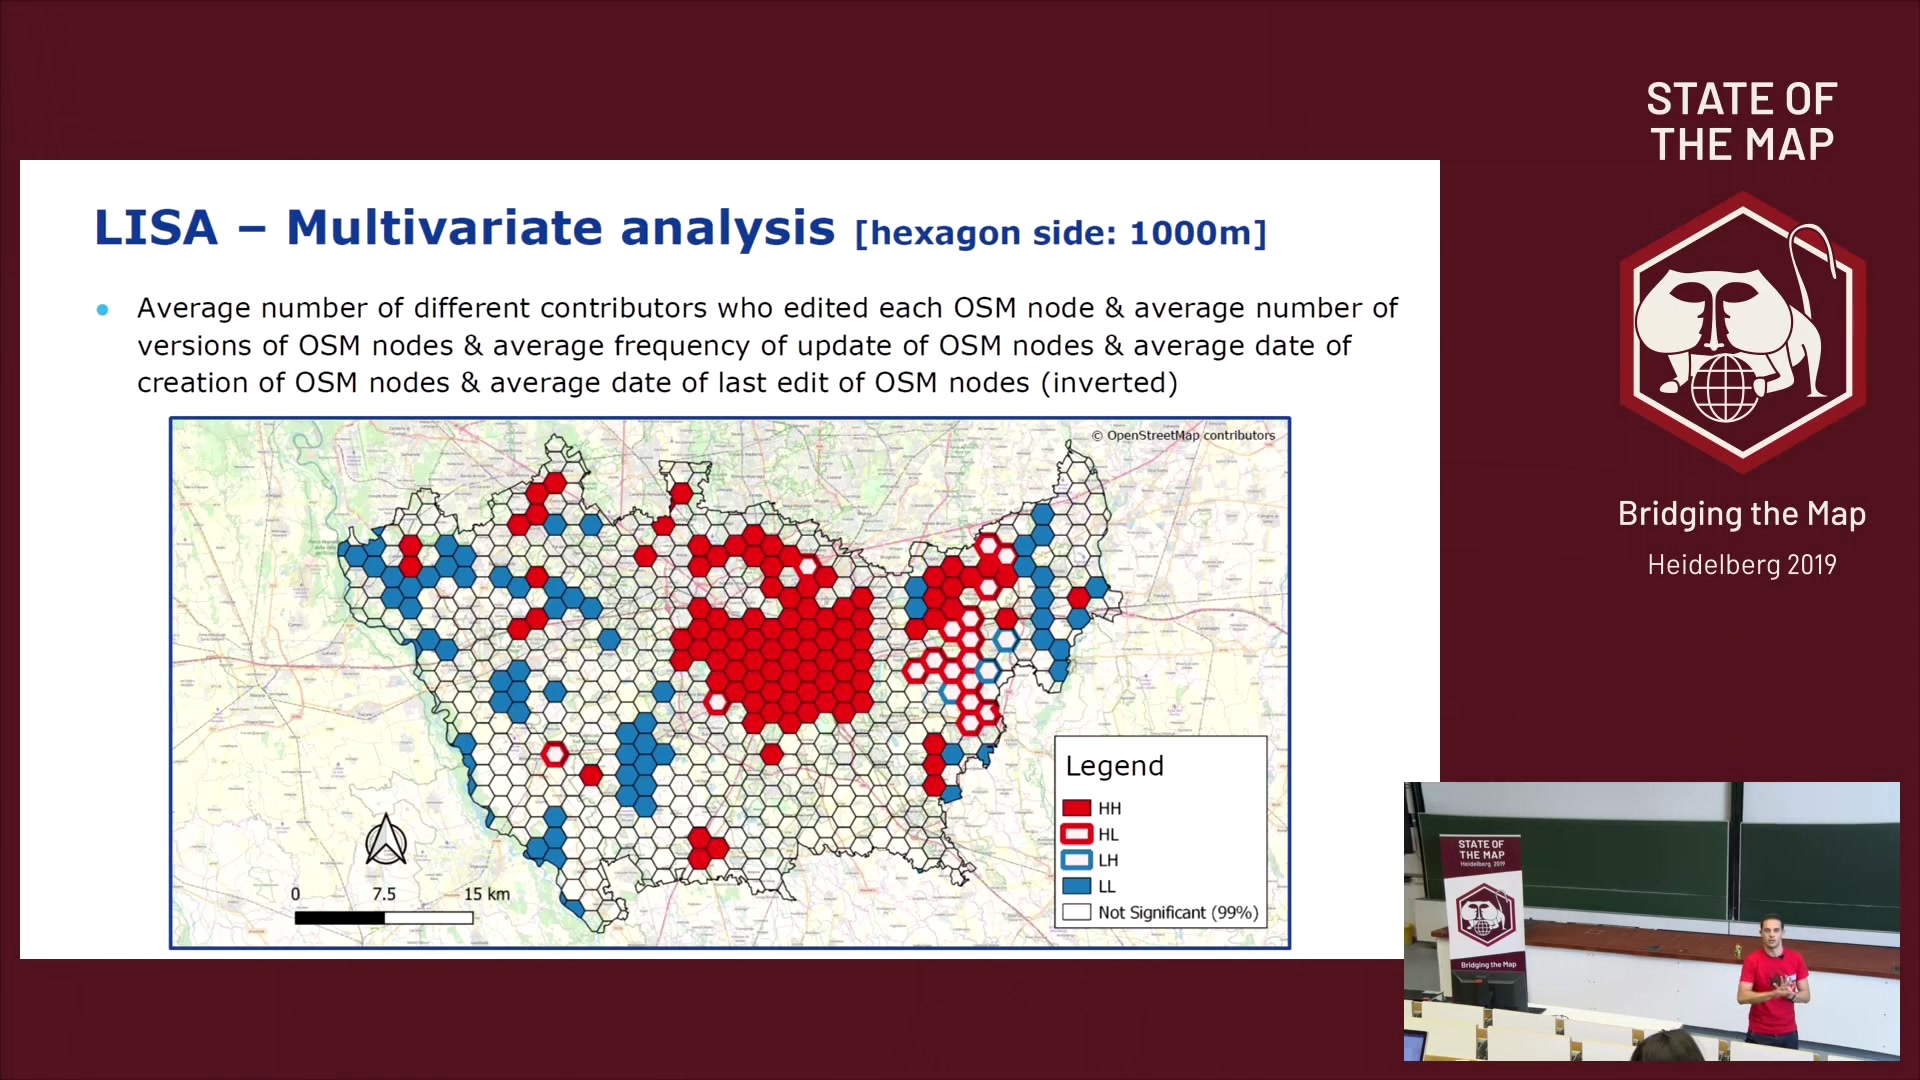 STATE OF
THE MAP
Bridging the Map
Heidelberg 2019
LISA – Multivariate analysis [hexagon side: 1000m]
Average number of different contributors who edited each OSM node & average number of
versions of OSM nodes & average frequency of update of OSM nodes & average date of
creation of OSM nodes & average date of last edit of OSM nodes (inverted)
© OpenStreetMap contributors
Legend
HH
HL
LH
LL
Not Significant (99%)
0 7.5 15 km
STATE OF
THE MAP
Heidelberg 2019
Bridging the Map